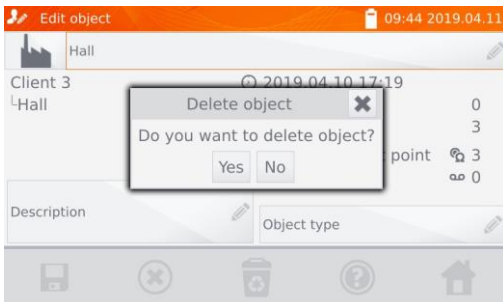 Edit object
09:44 2019.04.11
Hall
Client 3
2019.04.10 17:19
Hall
0
3
point 3
0
Delete object
Do you want to delete object?
Yes No
Description
Object type